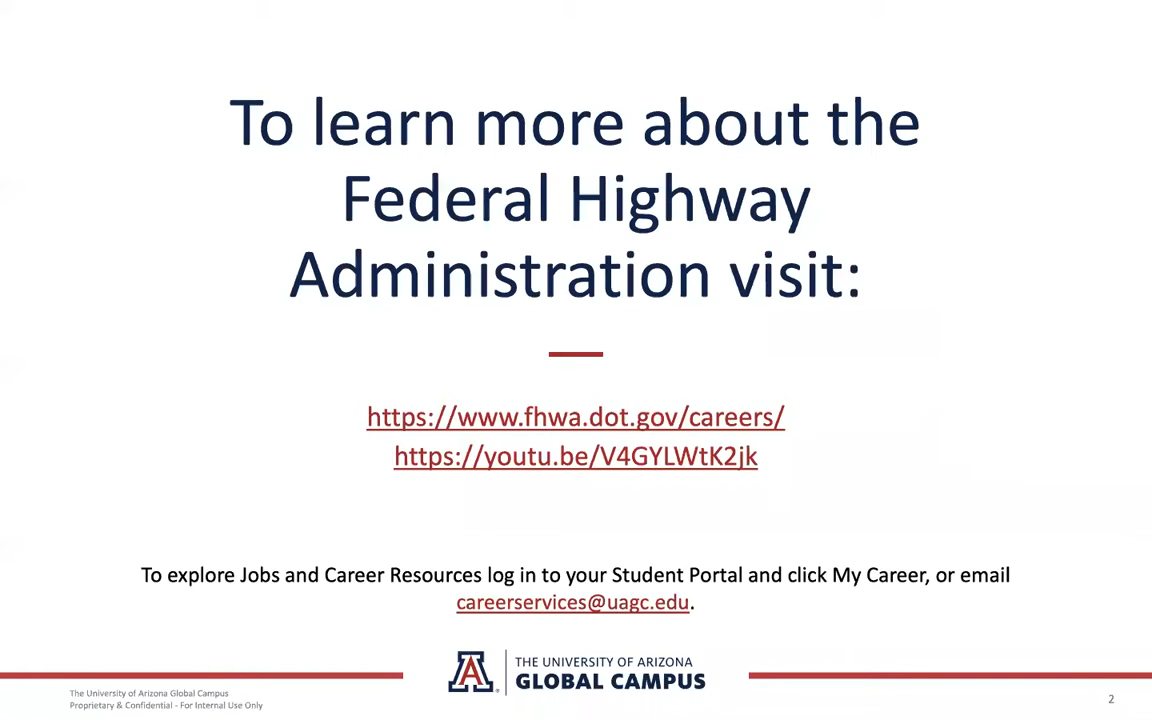 To learn more about the
Federal Highway
Administration visit:
https://www.fhwa.dot.gov/careers/
https://youtu.be/V4GYLWtK2jk
To explore Jobs and Career Resources log in to your Student Portal and click My Career, or email
careerservices@uagc.edu.
A
THE UNIVERSITY OF ARIZONA
GLOBAL CAMPUS
The University of Arizona Global Campus
Proprietary & Confidential - For Internal Use Only
2